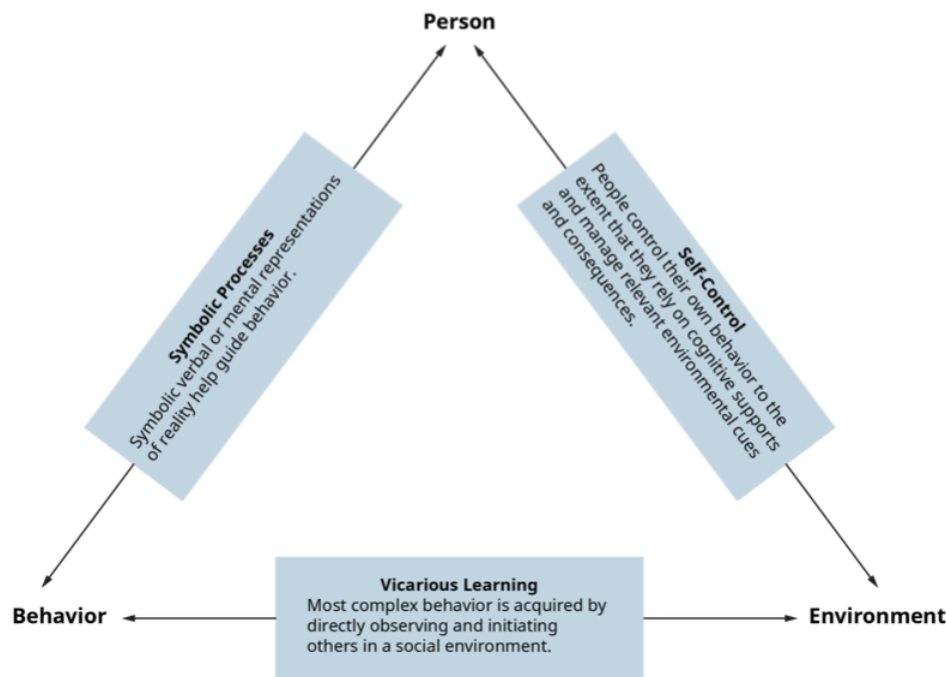 Person
Symbolic Processes
Symbolic verbal or mental representations
of reality help guide behavior.
Self-Control
People control their own behavior to the
extent that they rely on cognitive supports
and manage relevant environmental cues
and consequences.
Behavior
Vicarious Learning
Most complex behavior is acquired by
directly observing and initiating
others in a social environment.
Environment